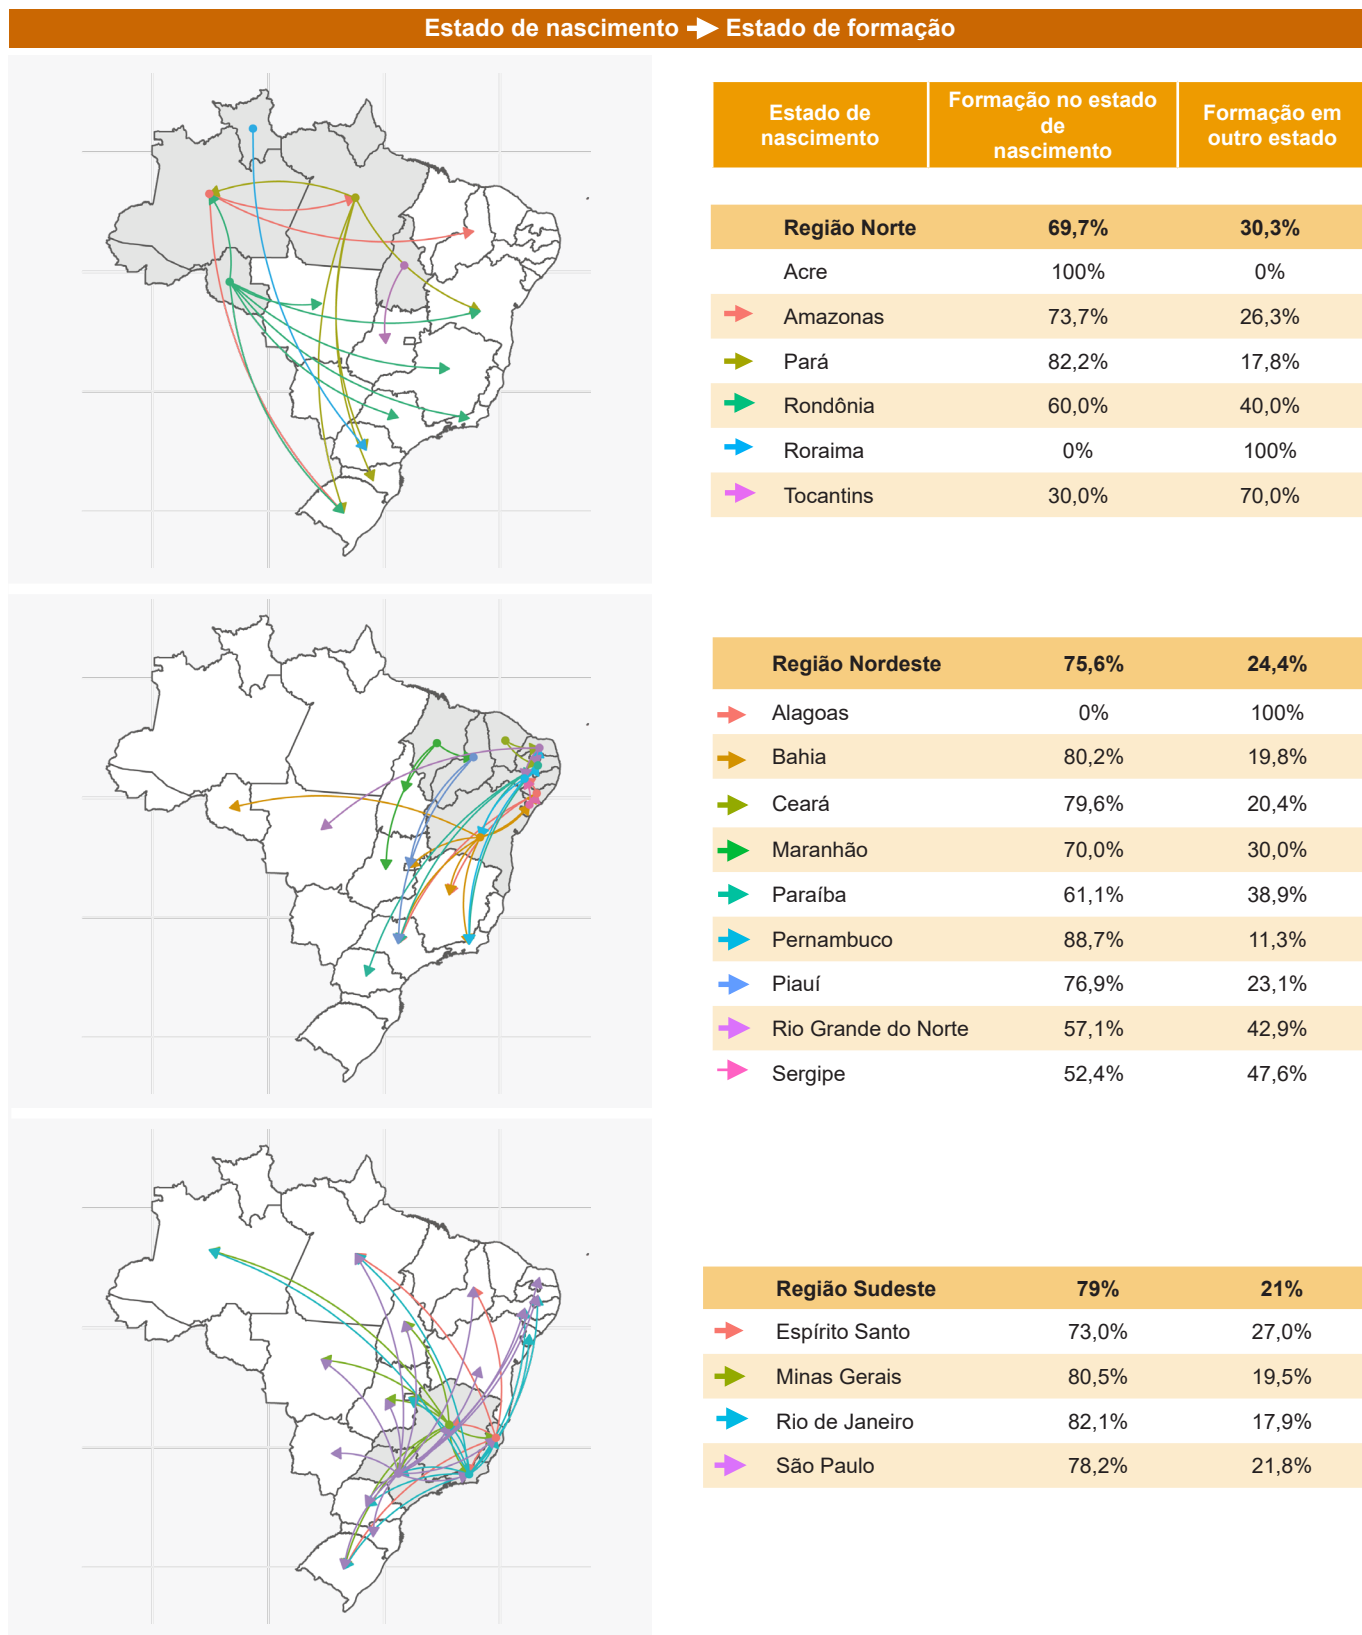 Estado de nascimento Estado de formação
Estado de nascimento
Formação no estado de nascimento
Formação em outro estado
Região Norte 69,7% 30,3%
Acre 100% 0%
Amazonas 73,7% 26,3%
Pará 82,2% 17,8%
Rondônia 60,0% 40,0%
Roraima 0% 100%
Tocantins 30,0% 70,0%
Região Nordeste 75,6% 24,4%
Alagoas 0% 100%
Bahia 80,2% 19,8%
Ceará 79,6% 20,4%
Maranhão 70,0% 30,0%
Paraíba 61,1% 38,9%
Pernambuco 88,7% 11,3%
Piauí 76,9% 23,1%
Rio Grande do Norte 57,1% 42,9%
Sergipe 52,4% 47,6%
Região Sudeste 79% 21%
Espírito Santo 73,0% 27,0%
Minas Gerais 80,5% 19,5%
Rio de Janeiro 82,1% 17,9%
São Paulo 78,2% 21,8%